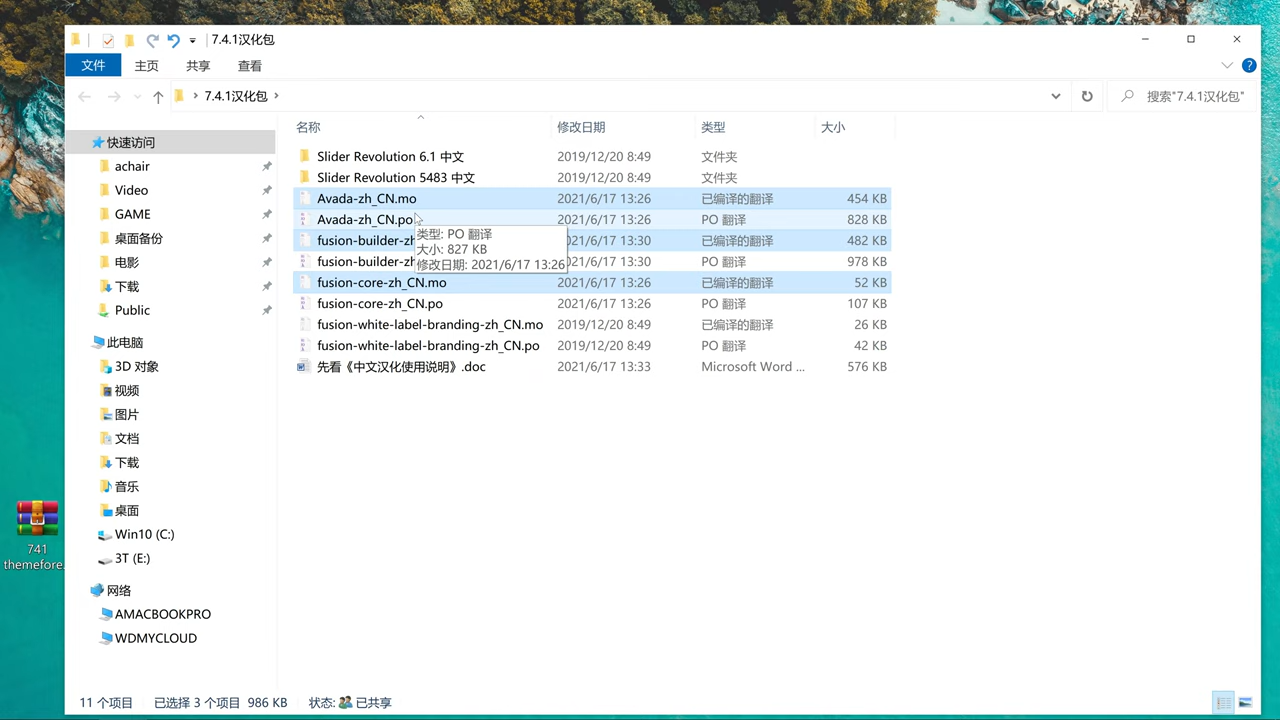 7.4.1汉化包
文件 主页 共享 查看
7.4.1汉化包
搜索"7.4.1汉化包"
名称 修改日期 类型 大小
快速访问
achair
Video
GAME
桌面备份
电影
下载
Public
此电脑
3D 对象
视频
图片
文档
下载
音乐
桌面
Win10 (C:)
3T (E:)
网络
AMACBOOKPRO
WDMYCLOUD
Slider Revolution 6.1 中文 2019/12/20 8:49 文件夹
Slider Revolution 5483 中文 2019/12/20 8:49 文件夹
Avada-zh_CN.mo 2021/6/17 13:26 已编译的翻译 454 KB
Avada-zh_CN.po 2021/6/17 13:26 PO 翻译 828 KB
fusion-builder-zh 2021/6/17 13:30 已编译的翻译 482 KB
fusion-builder-zh 2021/6/17 13:30 PO 翻译 978 KB
fusion-core-zh_CN.mo 2021/6/17 13:26 已编译的翻译 52 KB
fusion-core-zh_CN.po 2021/6/17 13:26 PO 翻译 107 KB
fusion-white-label-branding-zh_CN.mo 2019/12/20 8:49 已编译的翻译 26 KB
fusion-white-label-branding-zh_CN.po 2019/12/20 8:49 PO 翻译 42 KB
先看《中文汉化使用说明》.doc 2021/6/17 13:33 Microsoft Word ... 576 KB
类型: PO 翻译
大小: 827 KB
修改日期: 2021/6/17 13:26
741
themefore.
11 个项目 已选择 3 个项目 986 KB 状态: 已共享